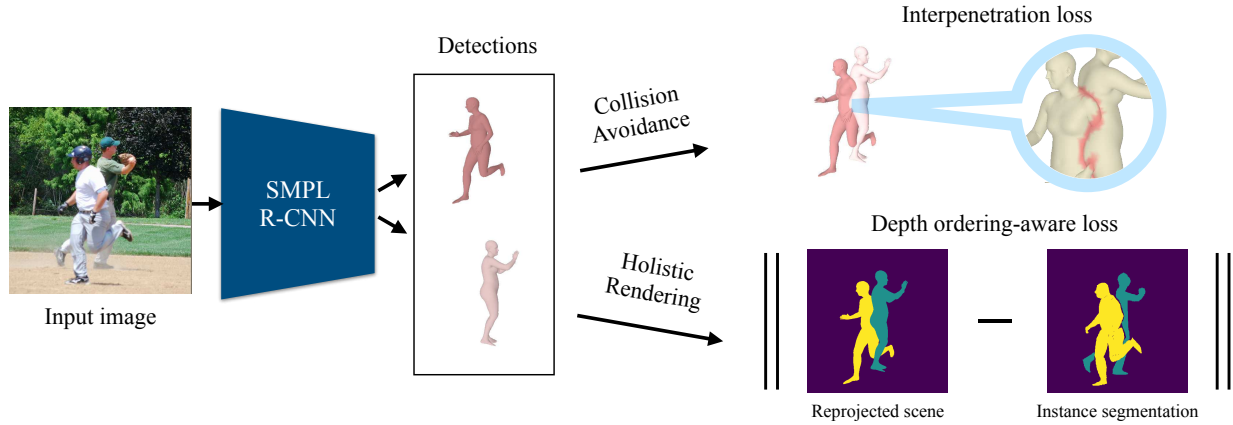 Interpenetration loss
Detections
Collision
Avoidance
SMPL
R-CNN
Input image
Depth ordering-aware loss
Holistic
Rendering
Reprojected scene
Instance segmentation